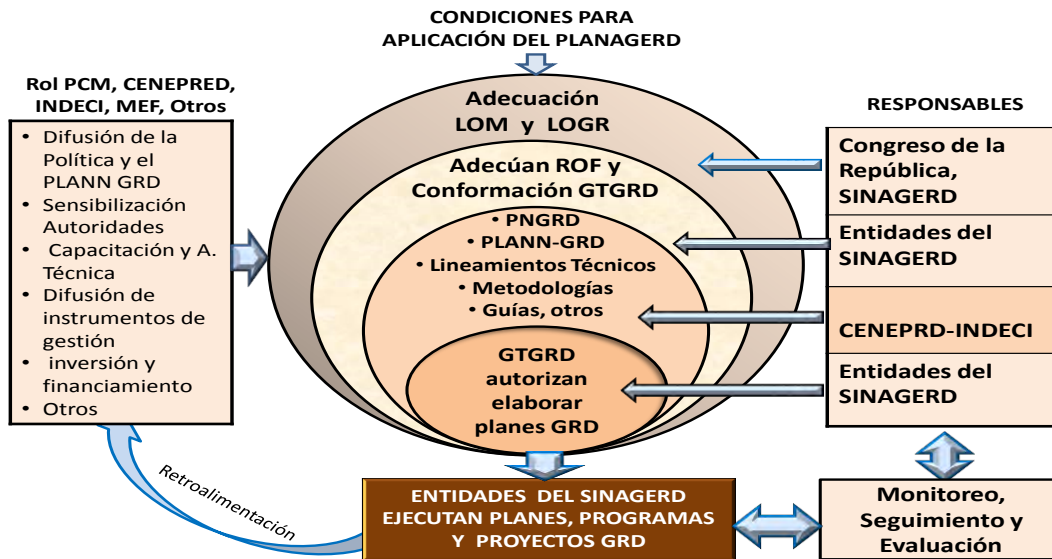 CONDICIONES PARA
APLICACIÓN DEL PLANAGERD
Rol PCM, CENEPRED,
INDECI, MEF, Otros
• Difusión de la
Política y el
PLANN GRD
• Sensibilización
Autoridades
• Capacitación y A.
Técnica
• Difusión de
instrumentos de
gestión
• inversión y
financiamiento
• Otros
Adecuación
LOM y LOGR
Adecúan ROF y
Conformación GTGRD
• PNGRD
• PLANN-GRD
• Lineamientos Técnicos
• Metodologías
• Guías, otros
GTGRD
autorizan
elaborar
planes GRD
RESPONSABLES
Congreso de la
República,
SINAGERD
Entidades del
SINAGERD
CENEPRD-INDECI
Entidades del
SINAGERD
Retroalimentación
ENTIDADES DEL SINAGERD
EJECUTAN PLANES, PROGRAMAS
Y PROYECTOS GRD
Monitoreo,
Seguimiento y
Evaluación